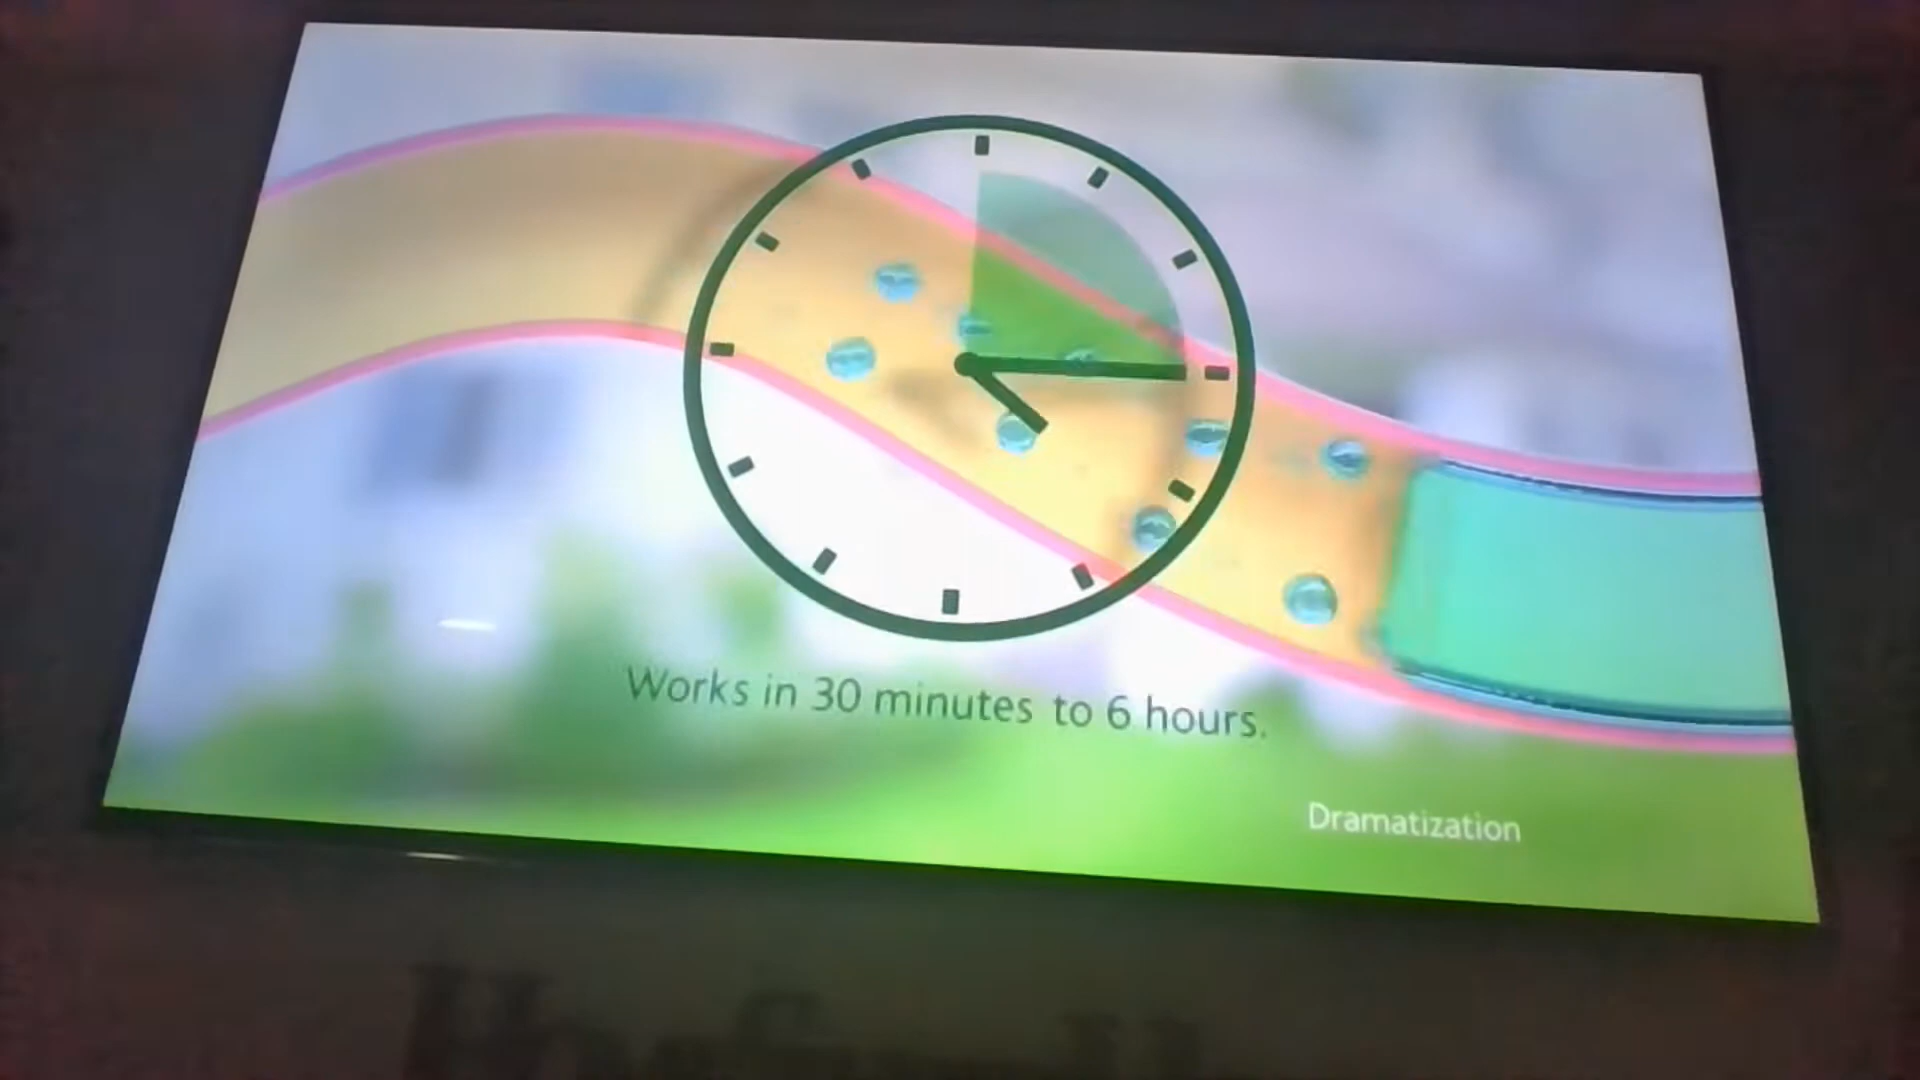 Works in 30 minutes to 6 hours.
Dramatization